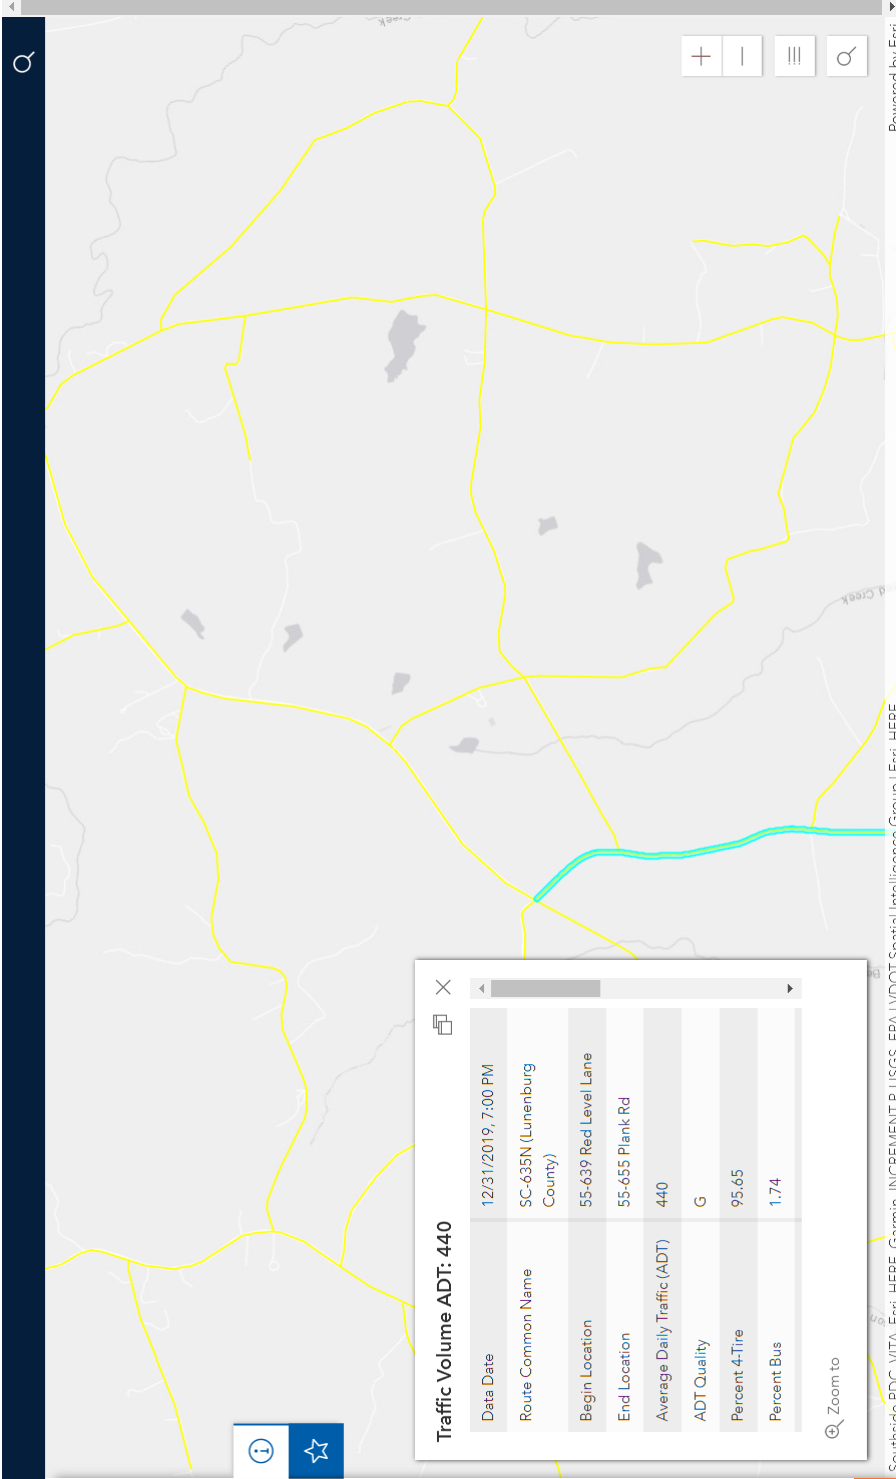 Traffic Volume ADT: 440
Data Date 12/31/2019, 7:00 PM
Route Common Name SC-635N (Lunenburg
County)
Begin Location 55-639 Red Level Lane
End Location 55-655 Plank Rd
Average Daily Traffic (ADT) 440
ADT Quality G
Percent 4-Tire 95.65
Percent Bus 1.74
Zoom to
Creek
d Creek
Be
Southside PDC, VITA, Esri, HERE, Garmin, INCREMENT P, USGS, EPA | VDOT Spatial Intelligence Group | Esri, HERE
Powered by Esri